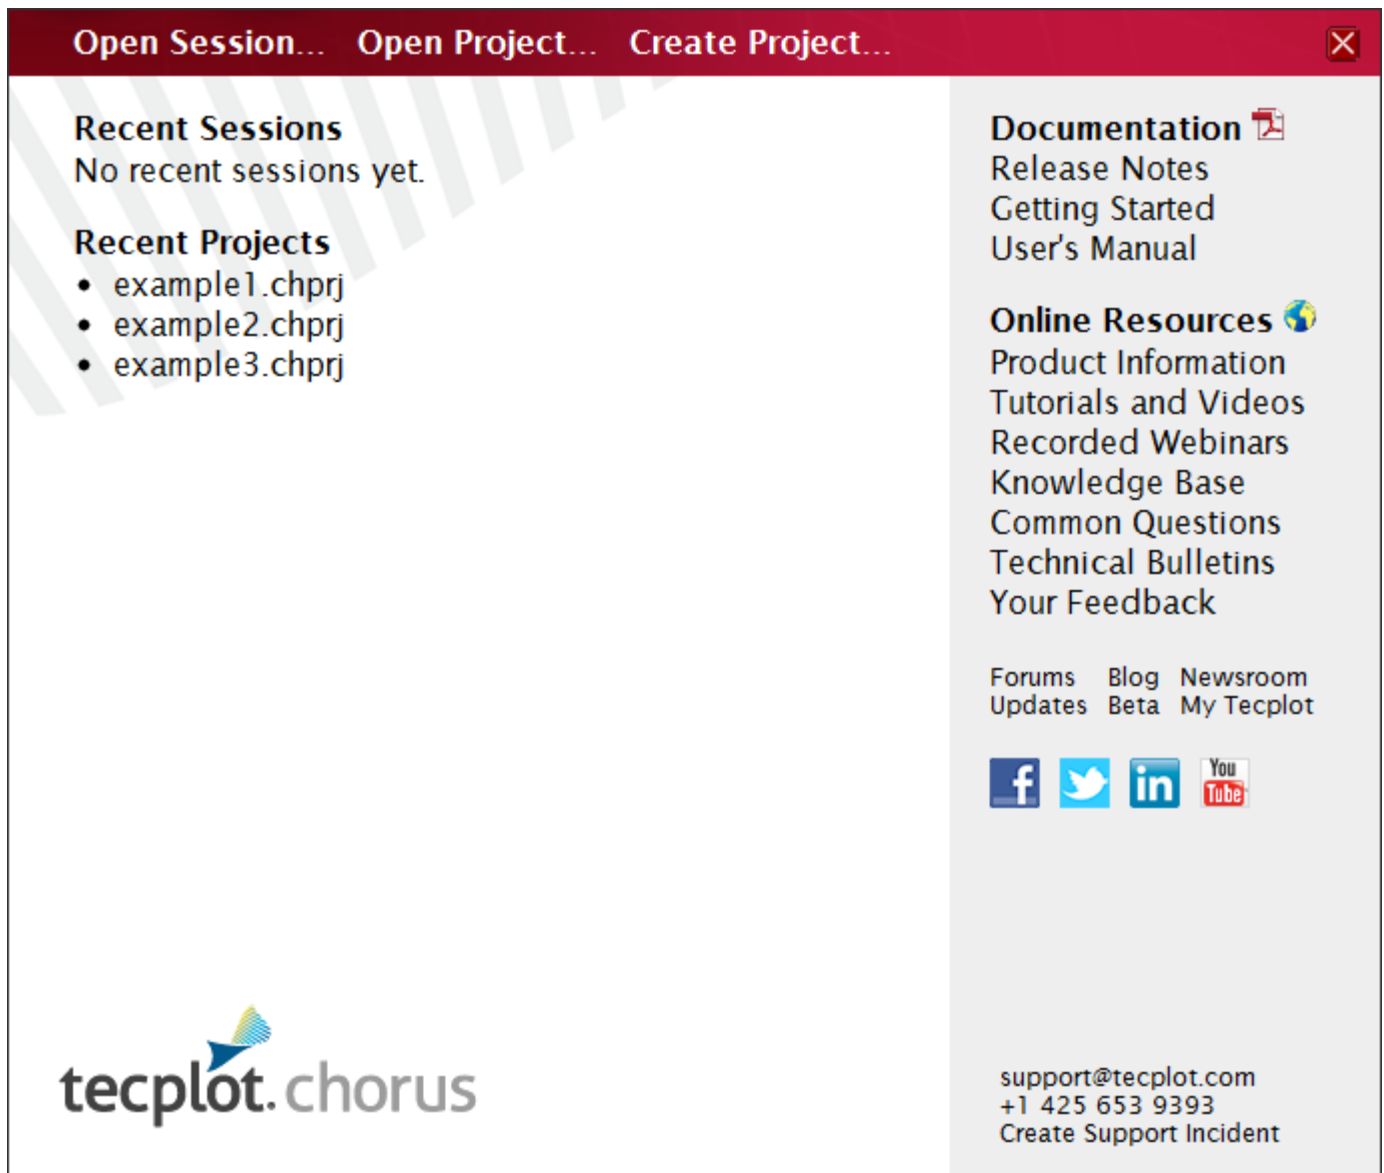 Open Session... Open Project... Create Project...
Recent Sessions
No recent sessions yet.
Recent Projects
• example1.chprj
• example2.chprj
• example3.chprj
tecplot. chorus
Documentation
Release Notes
Getting Started
User's Manual
Online Resources
Product Information
Tutorials and Videos
Recorded Webinars
Knowledge Base
Common Questions
Technical Bulletins
Your Feedback
Forums Blog Newsroom
Updates Beta My Tecplot
f in You
Tube
support@tecplot.com
+1 425 653 9393
Create Support Incident